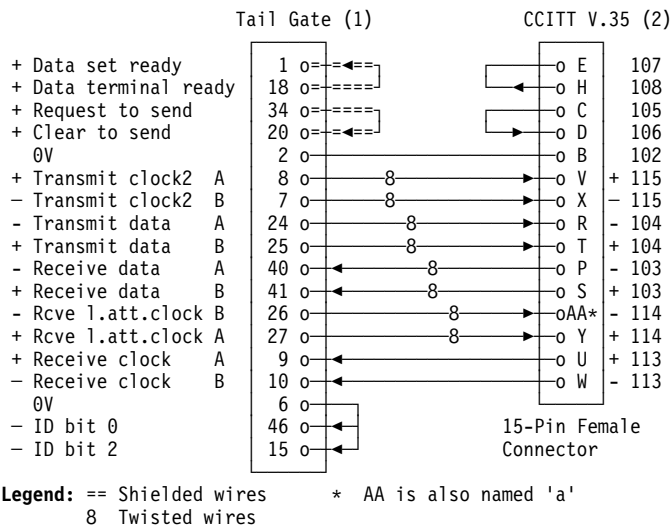 Tail Gate (1) CCITT V.35 (2)
+ Data set ready 1 o o E 107
+ Data terminal ready 18 o o H 108
+ Request to send 34 o o C 105
+ Clear to send 20 o o D 106
0V 2 o o B 102
+ Transmit clock2 A 8 o 8 o V + 115
— Transmit clock2 B 7 o 8 o X — 115
- Transmit data A 24 o 8 o R - 104
+ Transmit data B 25 o 8 o T + 104
- Receive data A 40 o 8 o P - 103
+ Receive data B 41 o 8 o S + 103
- Rcve l.att.clock B 26 o 8 oAA* - 114
+ Rcve l.att.clock A 27 o 8 o Y + 114
+ Receive clock A 9 o o U + 113
— Receive clock B 10 o o W - 113
0V 6 o
— ID bit 0 46 o 15-Pin Female
— ID bit 2 15 o Connector
Legend: == Shielded wires * AA is also named 'a'
8 Twisted wires